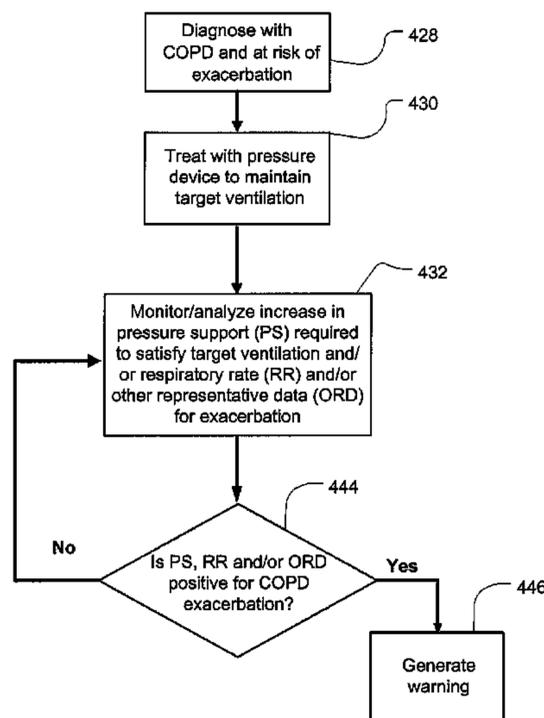 Diagnose with
COPD and at risk of
exacerbation
428
430
Treat with pressure
device to maintain
target ventilation
432
Monitor/analyze increase in
pressure support (PS) required
to satisfy target ventilation and/
or respiratory rate (RR) and/or
other representative data (ORD)
for exacerbation
444
No
Is PS, RR and/or ORD
positive for COPD
exacerbation?
Yes
446
Generate
warning